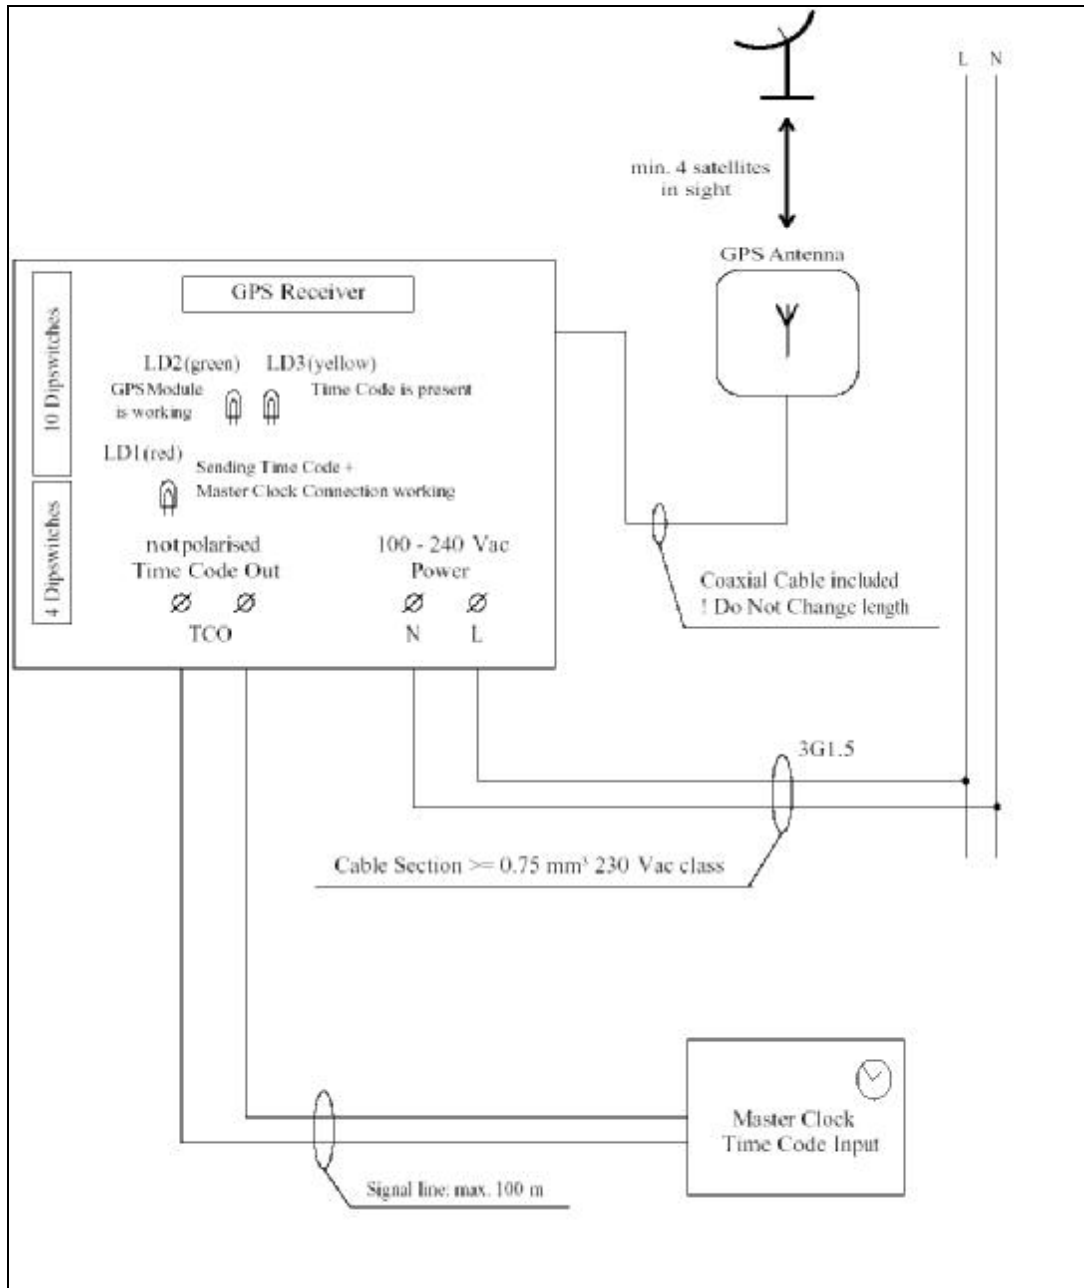 L N
min. 4 satellites
in sight
GPS Antenna
GPS Receiver
10 Dipswitches
LD2(green) LD3(yellow)
GPS Module
is working
Time Code is present
LD1(red)
Sending Time Code +
Master Clock Connection working
4 Dipswitches
not polarised
Time Code Out
100 - 240 Vac
Power
TCO
N L
Coaxial Cable included
! Do Not Change length
3G1.5
Cable Section >= 0.75 mm² 230 Vac class
Master Clock
Time Code Input
Signal line: max. 100 m